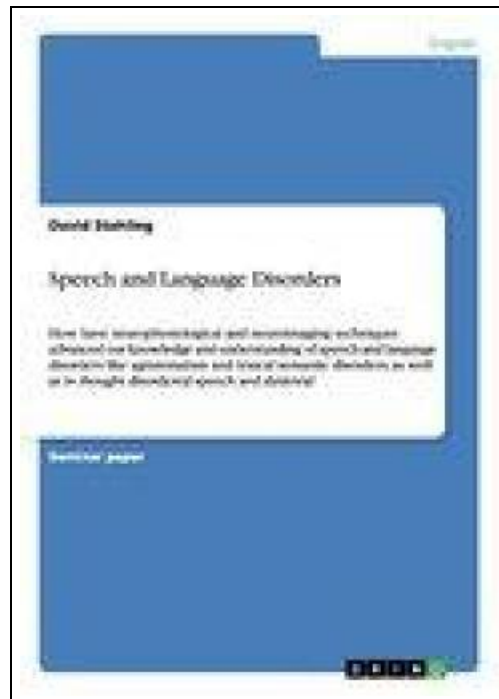 English
David Stehling
Speech and Language Disorders
How have neurophysiological and neuroimaging techniques
advanced our knowledge and understanding of speech and language
disorders like agrammatism and lexical semantic disorders, as well
as in thought disordered speech and dyslexia?
Seminar paper
GRIN